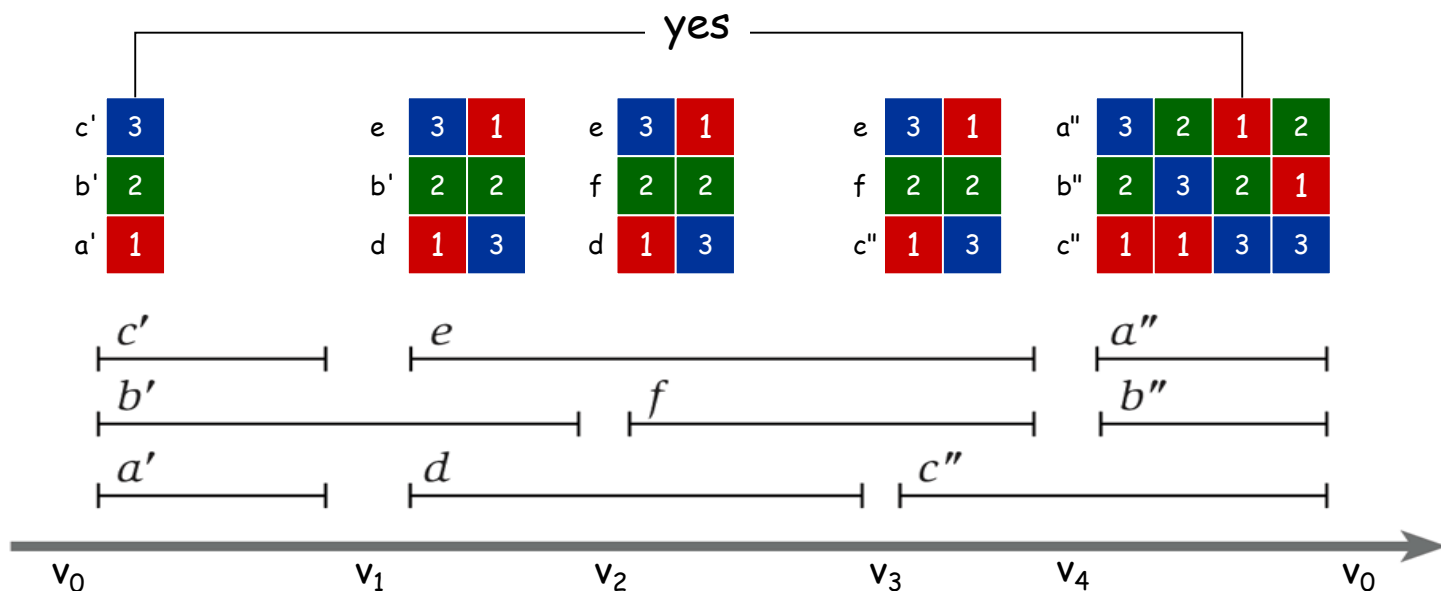 yes
c' 3 e 3 1 e 3 1 e 3 1 a" 3 2 1 2
b' 2 b' 2 2 f 2 2 f 2 2 b" 2 3 2 1
a' 1 d 1 3 d 1 3 c" 1 3 c" 1 1 3 3
c′ e a″
b′ f b″
a′ d c″
v₀ v₁ v₂ v₃ v₄ v₀